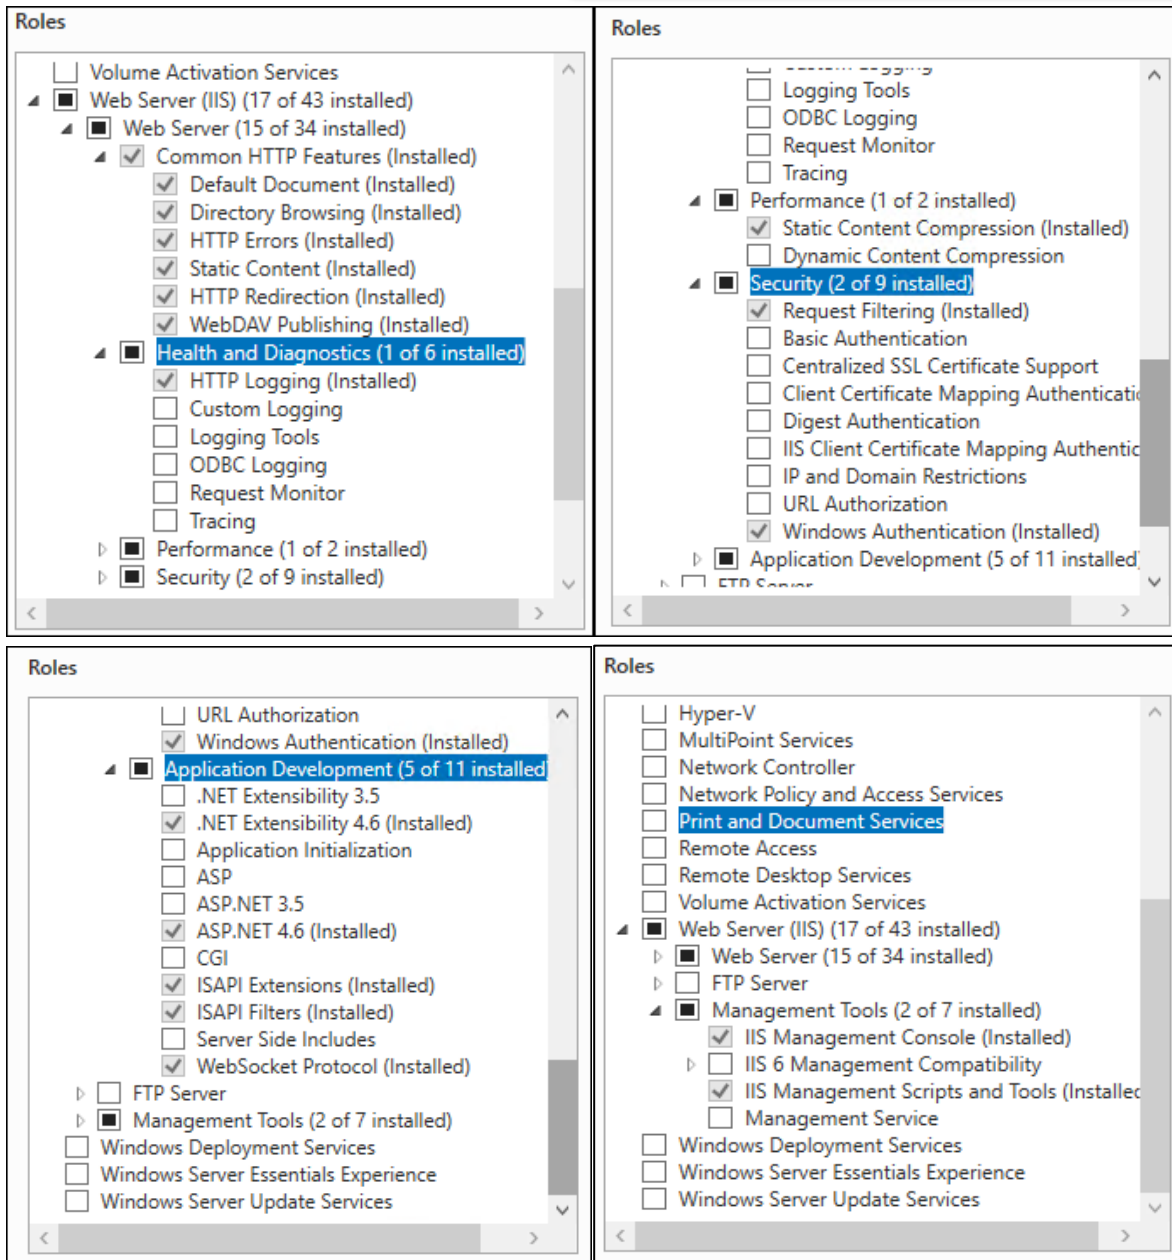 Roles
Volume Activation Services
Web Server (IIS) (17 of 43 installed)
Web Server (15 of 34 installed)
Common HTTP Features (Installed)
Default Document (Installed)
Directory Browsing (Installed)
HTTP Errors (Installed)
Static Content (Installed)
HTTP Redirection (Installed)
WebDAV Publishing (Installed)
Health and Diagnostics (1 of 6 installed)
HTTP Logging (Installed)
Custom Logging
Logging Tools
ODBC Logging
Request Monitor
Tracing
Performance (1 of 2 installed)
Security (2 of 9 installed)
Roles
Custom Logging
Logging Tools
ODBC Logging
Request Monitor
Tracing
Performance (1 of 2 installed)
Static Content Compression (Installed)
Dynamic Content Compression
Security (2 of 9 installed)
Request Filtering (Installed)
Basic Authentication
Centralized SSL Certificate Support
Client Certificate Mapping Authenticatic
Digest Authentication
IIS Client Certificate Mapping Authentic
IP and Domain Restrictions
URL Authorization
Windows Authentication (Installed)
Application Development (5 of 11 installed)
FTP Server
Roles
URL Authorization
Windows Authentication (Installed)
Application Development (5 of 11 installed)
.NET Extensibility 3.5
.NET Extensibility 4.6 (Installed)
Application Initialization
ASP
ASP.NET 3.5
ASP.NET 4.6 (Installed)
CGI
ISAPI Extensions (Installed)
ISAPI Filters (Installed)
Server Side Includes
WebSocket Protocol (Installed)
FTP Server
Management Tools (2 of 7 installed)
Windows Deployment Services
Windows Server Essentials Experience
Windows Server Update Services
Roles
Hyper-V
MultiPoint Services
Network Controller
Network Policy and Access Services
Print and Document Services
Remote Access
Remote Desktop Services
Volume Activation Services
Web Server (IIS) (17 of 43 installed)
Web Server (15 of 34 installed)
FTP Server
Management Tools (2 of 7 installed)
IIS Management Console (Installed)
IIS 6 Management Compatibility
IIS Management Scripts and Tools (Installec
Management Service
Windows Deployment Services
Windows Server Essentials Experience
Windows Server Update Services